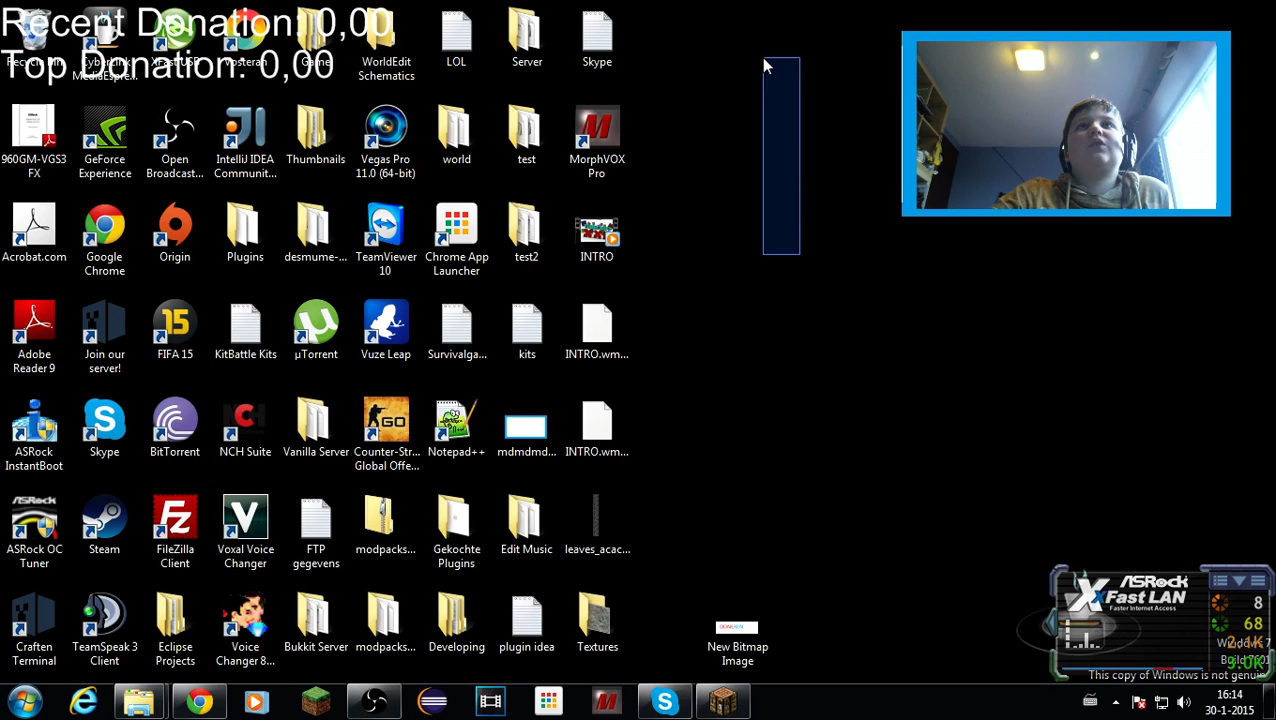 Recent Donation: 0,00
Top Donation: 0,00
WorldEdit Schematics
LOL
Server
Skype
960GM-VGS3 FX
GeForce Experience
Open Broadcast...
IntelliJ IDEA Communit...
Thumbnails
Vegas Pro 11.0 (64-bit)
world
test
MorphVOX Pro
Acrobat.com
Google Chrome
Origin
Plugins
desmume-...
TeamViewer 10
Chrome App Launcher
test2
INTRO
Adobe Reader 9
Join our server!
FIFA 15
KitBattle Kits
µTorrent
Vuze Leap
Survivalga...
kits
INTRO.wm...
ASRock InstantBoot
Skype
BitTorrent
NCH Suite
Vanilla Server
Counter-Str... Global Offe...
Notepad++
mdmdmd...
INTRO.wm...
ASRock OC Tuner
Steam
FileZilla Client
Voxal Voice Changer
FTP gegevens
modpacks...
Gekochte Plugins
Edit Music
leaves_acac...
Craften Terminal
TeamSpeak 3 Client
Eclipse Projects
Voice Changer 8...
Bukkit Server
modpacks...
Developing
plugin idea
Textures
New Bitmap Image
ASRock
XFast LAN
Faster Internet Access
8
68
2.1K
3.0K
This copy of Windows is not genuin
16:14
30-1-2015